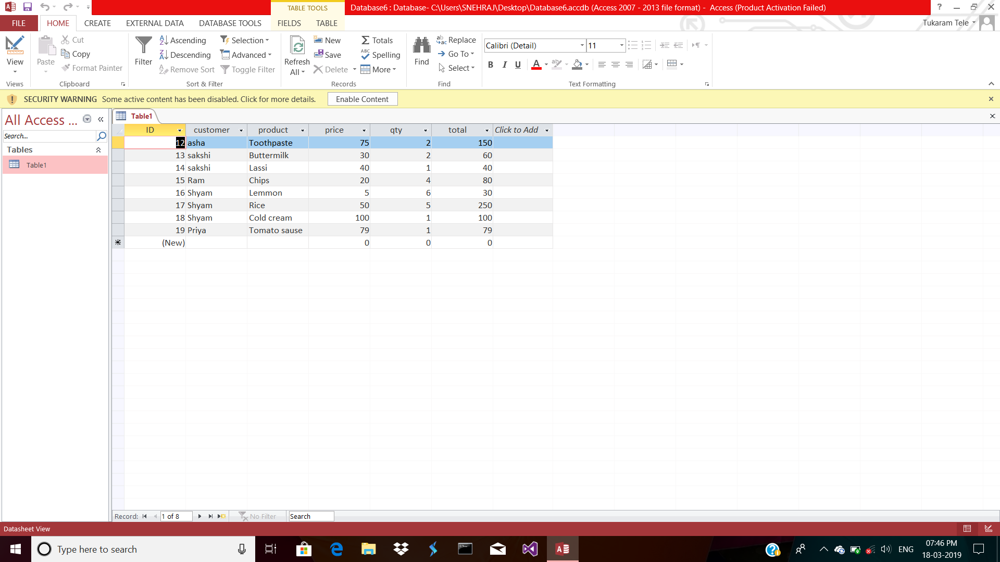 TABLE TOOLS
Database6 : Database- C:\Users\SNEHRAJ\Desktop\Database6.accdb (Access 2007 - 2013 file format) - Access (Product Activation Failed)
?
FILE HOME CREATE EXTERNAL DATA DATABASE TOOLS FIELDS TABLE Tukaram Tele
View
Paste
Cut
Copy
Format Painter
Filter
Ascending
Descending
Remove Sort
Selection
Advanced
Toggle Filter
Refresh
All
New
Save
Delete
Totals
Spelling
More
Find
Replace
Go To
Select
Calibri (Detail) 11
B I U A
Views Clipboard Sort & Filter Records Find Text Formatting
SECURITY WARNING Some active content has been disabled. Click for more details. Enable Content
All Access ...
Search...
Tables
Table1
Table1
ID customer product price qty total Click to Add
12 asha Toothpaste 75 2 150
13 sakshi Buttermilk 30 2 60
14 sakshi Lassi 40 1 40
15 Ram Chips 20 4 80
16 Shyam Lemmon 5 6 30
17 Shyam Rice 50 5 250
18 Shyam Cold cream 100 1 100
19 Priya Tomato sause 79 1 79
(New) 0 0 0
Record: 1 of 8 No Filter Search
Datasheet View
Type here to search
ENG
07:46 PM
18-03-2019